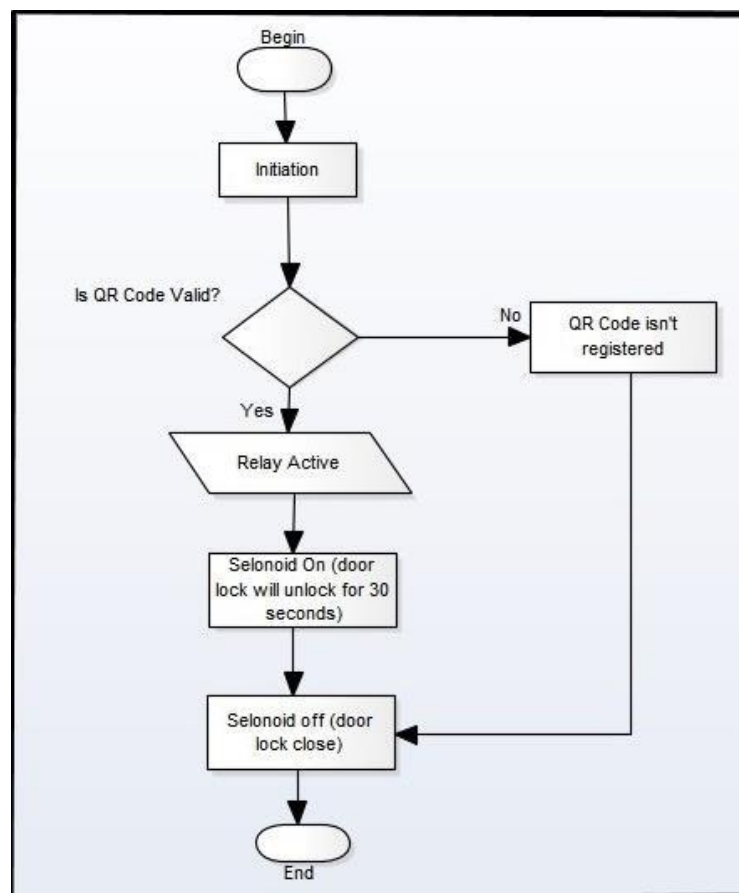 Begin
Initiation
Is QR Code Valid?
No
QR Code isn't
registered
Yes
Relay Active
Selonoid On (door
lock will unlock for 30
seconds)
Selonoid off (door
lock close)
End